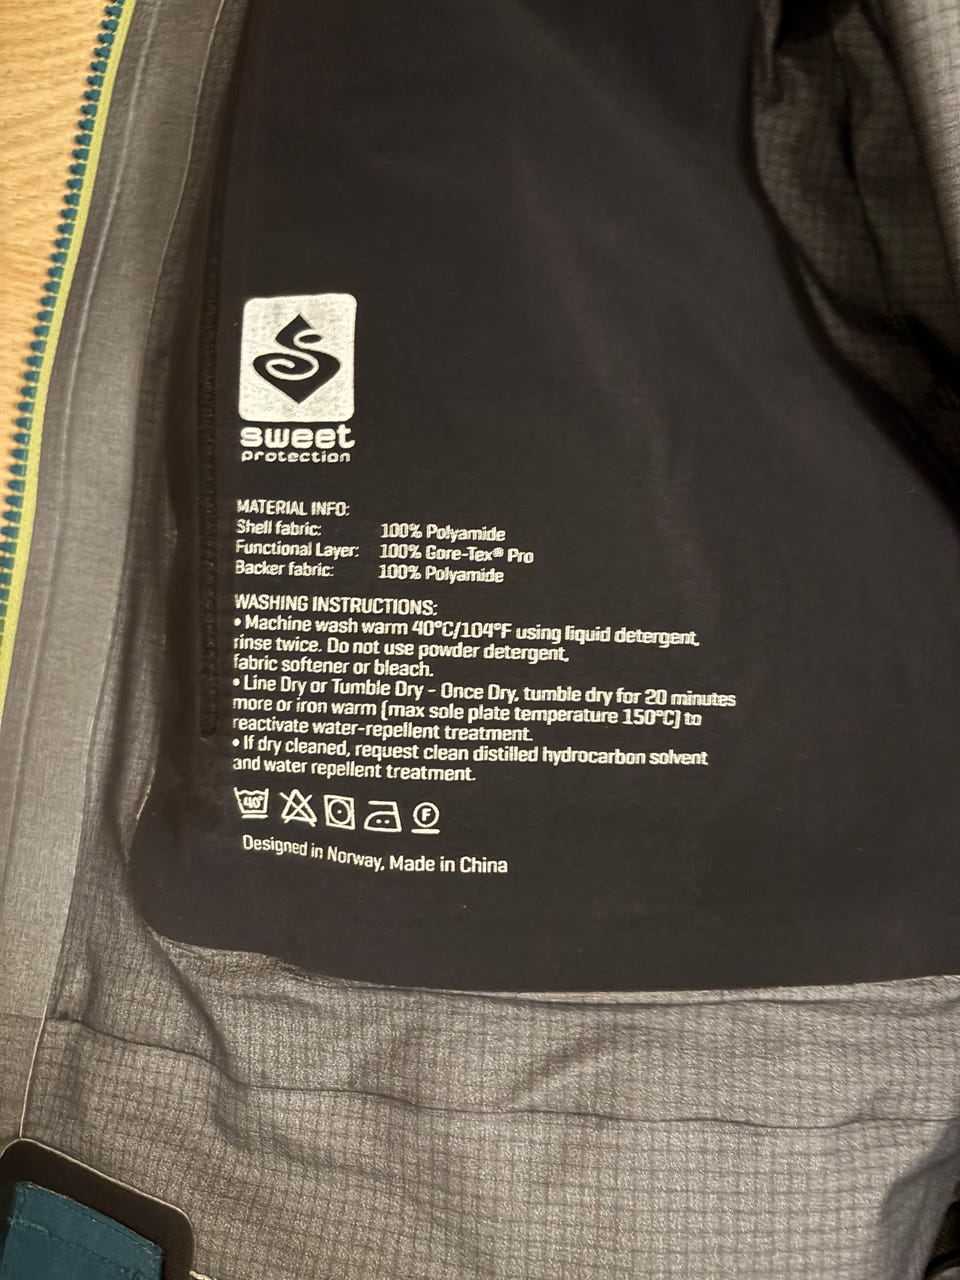 sweet
protection
MATERIAL INFO:
Shell fabric: 100% Polyamide
Functional Layer: 100% Gore-Tex® Pro
Backer fabric: 100% Polyamide
WASHING INSTRUCTIONS:
• Machine wash warm 40°C/104°F using liquid detergent,
rinse twice. Do not use powder detergent,
fabric softener or bleach.
• Line Dry or Tumble Dry - Once Dry, tumble dry for 20 minutes
more or iron warm (max sole plate temperature 150°C) to
reactivate water-repellent treatment.
• If dry cleaned, request clean distilled hydrocarbon solvent
and water repellent treatment.
40° F
Designed in Norway, Made in China